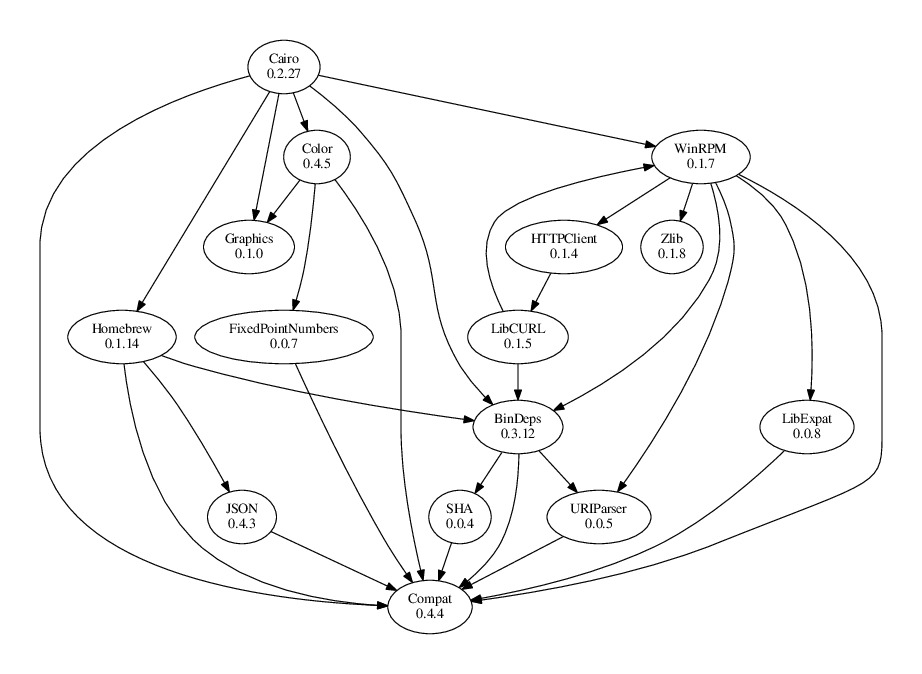 Cairo
0.2.27
Color
0.4.5
WinRPM
0.1.7
Graphics
0.1.0
HTTPClient
0.1.4
Zlib
0.1.8
Homebrew
0.1.14
FixedPointNumbers
0.0.7
LibCURL
0.1.5
BinDeps
0.3.12
LibExpat
0.0.8
JSON
0.4.3
SHA
0.0.4
URIParser
0.0.5
Compat
0.4.4